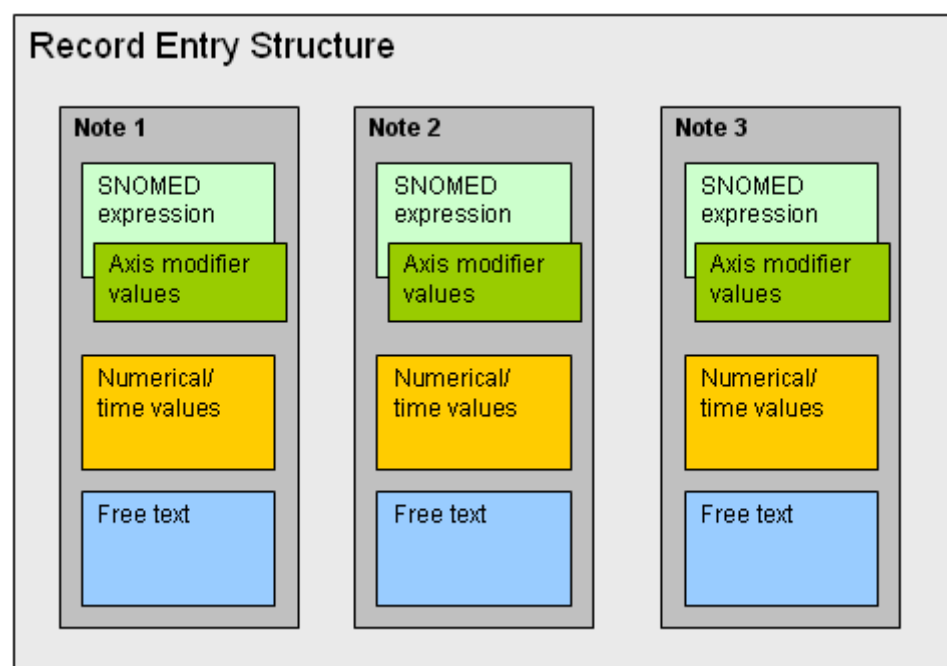 Record Entry Structure
Note 1
SNOMED
expression
Axis modifier
values
Numerical/
time values
Free text
Note 2
SNOMED
expression
Axis modifier
values
Numerical/
time values
Free text
Note 3
SNOMED
expression
Axis modifier
values
Numerical/
time values
Free text